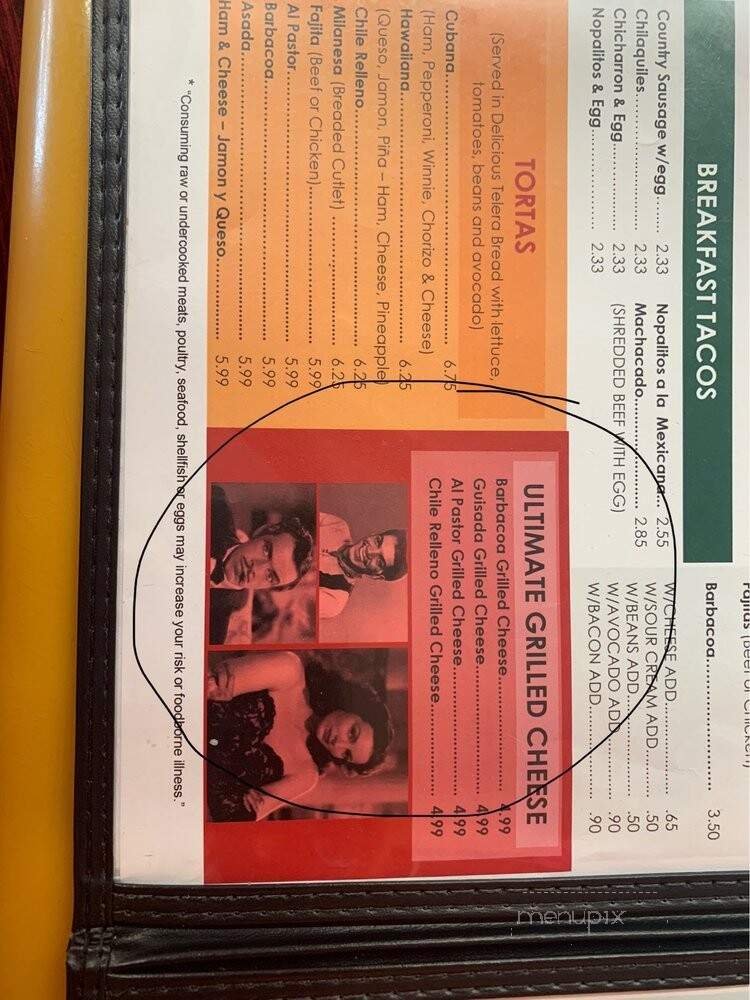 BREAKFAST TACOS
Country Sausage w/egg..... 2.33
Chilaquiles........................ 2.33
Chicharron & Egg............. 2.33
Nopalitos & Egg................ 2.33
Nopalitos a la Mexicana... 2.55
Machacado..................... 2.85
(SHREDDED BEEF WITH EGG)
Barbacoa..................... 3.50
W/CHEESE ADD............... .65
W/SOUR CREAM ADD........ .50
W/BEANS ADD................. .50
W/AVOCADO ADD........... .90
W/BACON ADD............... .90
TORTAS
(Served in Delicious Telera Bread with lettuce,
tomatoes, beans and avocado)
Cubana................................................ 6.75
(Ham, Pepperoni, Winnie, Chorizo & Cheese)
Hawaiiana............................................ 6.25
(Queso, Jamon, Piña – Ham, Cheese, Pineapple)
Chile Relleno........................................ 6.25
Milanesa (Breaded Cutlet) .................. 6.25
Fajita (Beef or Chicken)....................... 5.99
Al Pastor............................................... 5.99
Barbacoa............................................. 5.99
Asada................................................... 5.99
Ham & Cheese – Jamon y Queso........ 5.99
ULTIMATE GRILLED CHEESE
Barbacoa Grilled Cheese.................... 4.99
Guisada Grilled Cheese...................... 4.99
Al Pastor Grilled Cheese..................... 4.99
Chile Relleno Grilled Cheese.............. 4.99
* "Consuming raw or undercooked meats, poultry, seafood, shellfish or eggs may increase your risk or foodborne illness."
menupix